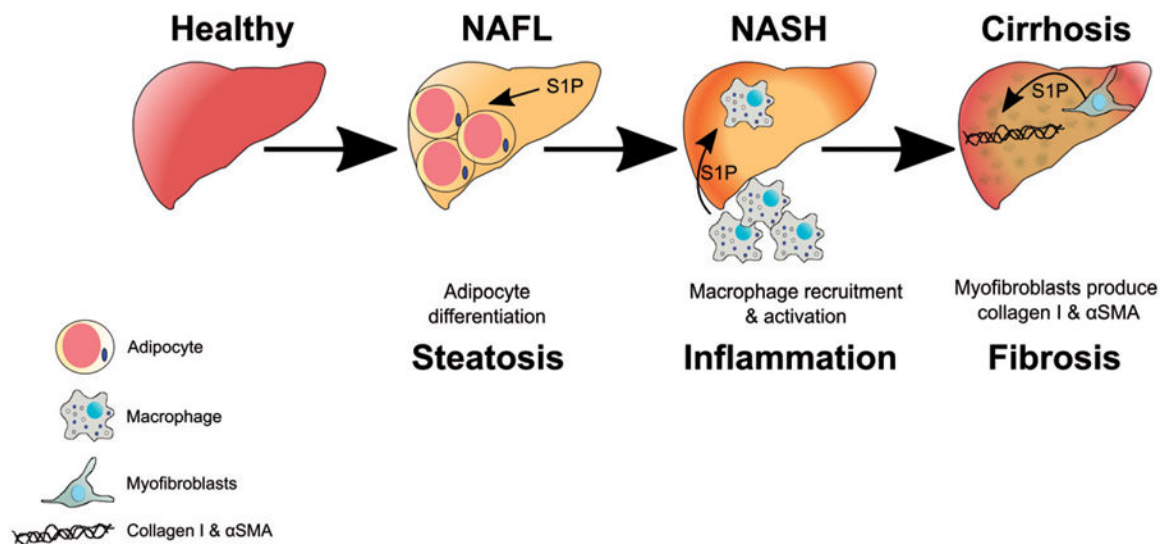 Healthy
NAFL
NASH
Cirrhosis
S1P
S1P
S1P
Adipocyte
differentiation
Macrophage recruitment
& activation
Myofibroblasts produce
collagen I & αSMA
Steatosis
Inflammation
Fibrosis
Adipocyte
Macrophage
Myofibroblasts
Collagen I & αSMA